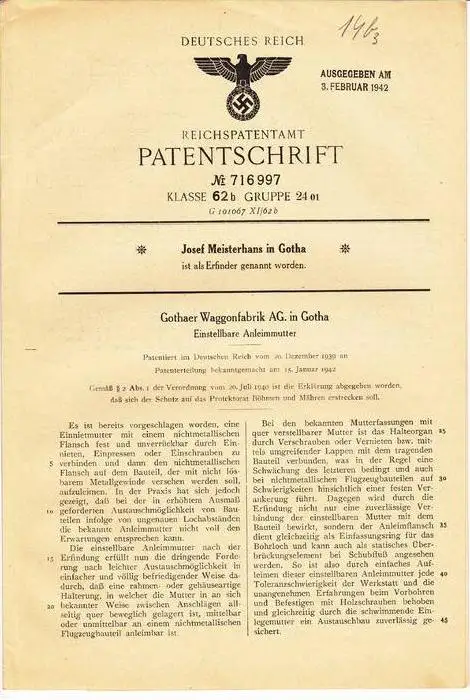 14b3
DEUTSCHES REICH
AUSGEGEBEN AM
3. FEBRUAR 1942
REICHSPATENTAMT
PATENTSCHRIFT
№ 716997
KLASSE 62b GRUPPE 24 01
G 101067 XI/62b
Josef Meisterhans in Gotha
ist als Erfinder genannt worden.
Gothaer Waggonfabrik AG. in Gotha
Einstellbare Anleimmutter
Patentiert im Deutschen Reich vom 20. Dezember 1939 an
Patenterteilung bekanntgemacht am 15. Januar 1942
Gemäß § 2 Abs. 1 der Verordnung vom 20. Juli 1940 ist die Erklärung abgegeben worden,
daß sich der Schutz auf das Protektorat Böhmen und Mähren erstrecken soll.
Es ist bereits vorgeschlagen worden, eine
Einnietmutter mit einem nichtmetallischen
Flansch fest und unverrückbar durch Ein-
nieten, Einpressen oder Einschrauben zu
5 verbinden und dann den nichtmetallischen
Flansch auf dem Bauteil, der mit nicht lös-
barem Metallgewinde versehen werden soll,
aufzuleimen. In der Praxis hat sich jedoch
gezeigt, daß bei der in erhöhtem Ausmaß
10 geforderten Austauschmöglichkeit von Bau-
teilen infolge von ungenauen Lochabständen
die bekannte Anleimmutter nicht voll den
Erwartungen entsprechen kann.
Die einstellbare Anleimmutter nach der
15 Erfindung erfüllt nun die dringende Forde-
rung nach leichter Austauschmöglichkeit in
einfacher und völlig befriedigender Weise da-
durch, daß eine rahmen- oder gehäuseartige
Halterung, in welcher die Mutter in an sich
20 bekannter Weise zwischen Anschlägen all-
seitig quer beweglich gelagert ist, mittelbar
oder unmittelbar an einem nichtmetallischen
Flugzeugbauteil anleimbar ist.
Bei den bekannten Mutterfassungen mit
quer verstellbarer Mutter ist das Halteorgan 25
durch Verschrauben oder Vernieten bzw. mit-
tels umgreifender Lappen mit dem tragenden
Bauteil verbunden, was in der Regel eine
Schwächung des letzteren bedingt und auch
bei nichtmetallischen Flugzeugbauteilen auf 30
Schwierigkeiten hinsichtlich einer festen Ver-
ankerung führt. Dagegen wird durch die
Erfindung nicht nur eine zuverlässige Ver-
bindung der einstellbaren Mutter mit dem
Bauteil bewirkt, sondern der Anleimflansch 35
dient gleichzeitig als Einfassungsring für das
Bohrloch und kann auch als statisches Über-
brückungselement bei Schubifluß angesehen
werden. So ist also durch einfaches Auf-
leimen dieser einstellbaren Anleimmutter jede 40
Toleranzschwierigkeit der Werkstatt und die
unangenehmen Erfahrungen beim Vorbohren
und Befestigen mit Holzschrauben behoben
und gleichzeitig durch die schwimmende Ein-
legemutter ein Austauschbau zuverlässig ge- 45
sichert.